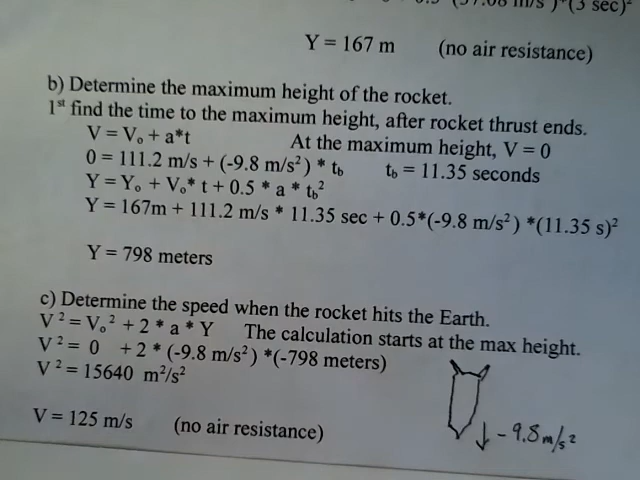 (3 sec)²
Y = 167 m (no air resistance)
b) Determine the maximum height of the rocket.
1st find the time to the maximum height, after rocket thrust ends.
V = Vo + a*t At the maximum height, V = 0
0 = 111.2 m/s + (-9.8 m/s²) * tb tb = 11.35 seconds
Y = Yo + Vo* t + 0.5 * a * tb²
Y = 167m + 111.2 m/s * 11.35 sec + 0.5*(-9.8 m/s²) *(11.35 s)²
Y = 798 meters
c) Determine the speed when the rocket hits the Earth.
V² = Vo² + 2 * a * Y The calculation starts at the max height.
V² = 0 + 2 * (-9.8 m/s²) *(-798 meters)
V² = 15640 m²/s²
V = 125 m/s (no air resistance)
↓ - 9.8 m/s²